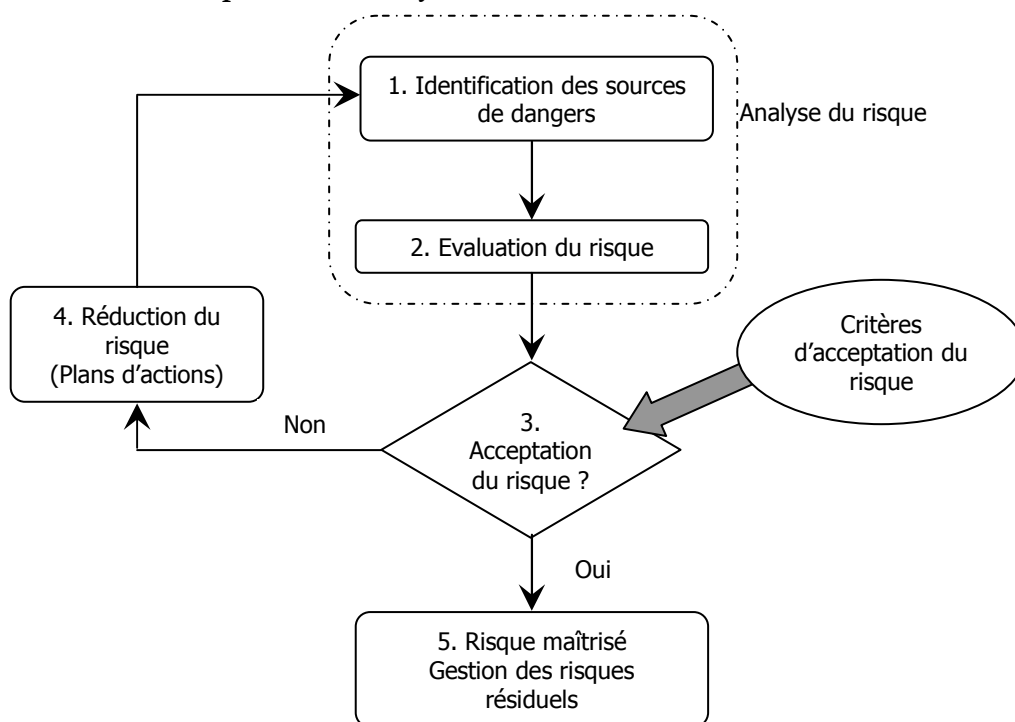 1. Identification des sources
de dangers
Analyse du risque
2. Evaluation du risque
4. Réduction du
risque
(Plans d’actions)
Critères
d’acceptation du
risque
Non
3.
Acceptation
du risque ?
Oui
5. Risque maîtrisé
Gestion des risques
résiduels